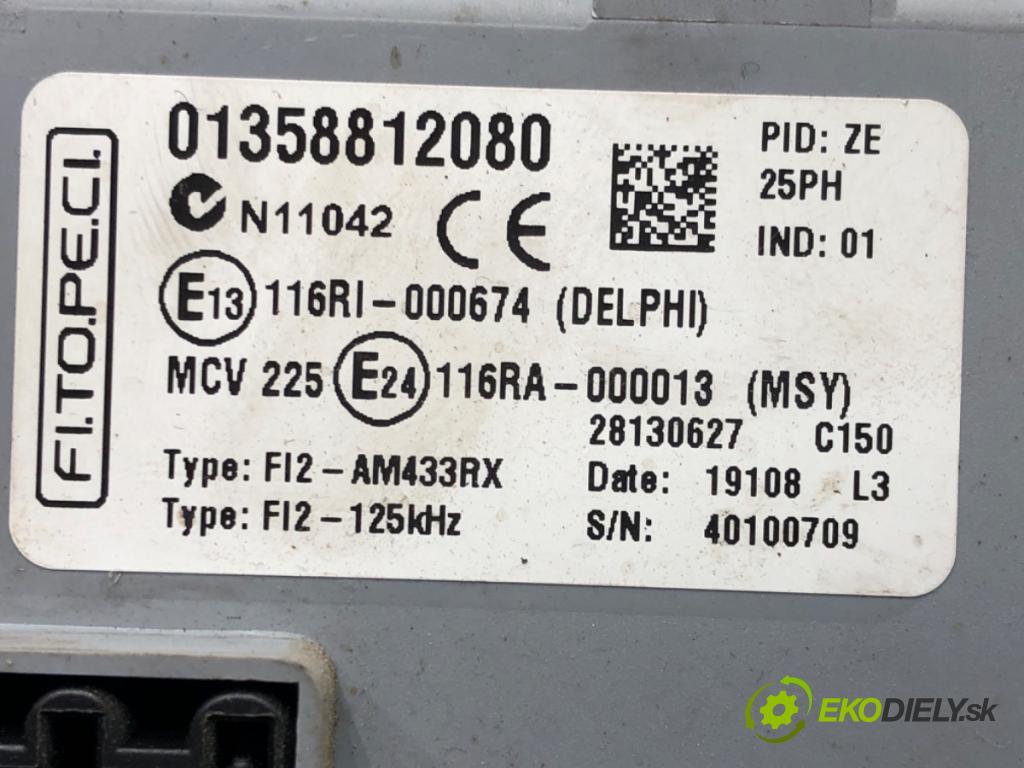 F.I.TO.PE.C.I.
01358812080
N11042 CE
E13 116RI-000674 (DELPHI)
MCV 225 E24 116RA-000013 (MSY)
28130627 C150
Type: FI2-AM433RX
Type: FI2-125kHz
Date: 19108 L3
S/N: 40100709
PID: ZE
25PH
IND: 01
EKODIELY.sk